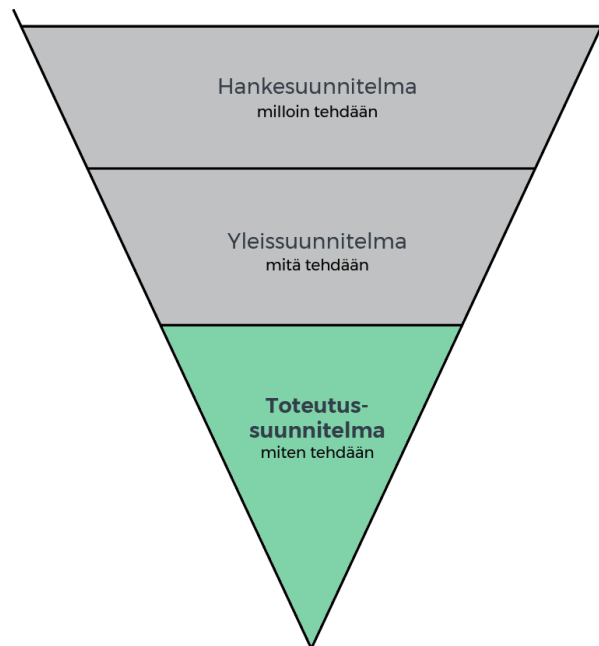 Hankesuunnitelma
milloin tehdään
Yleissuunnitelma
mitä tehdään
Toteutus-
suunnitelma
miten tehdään